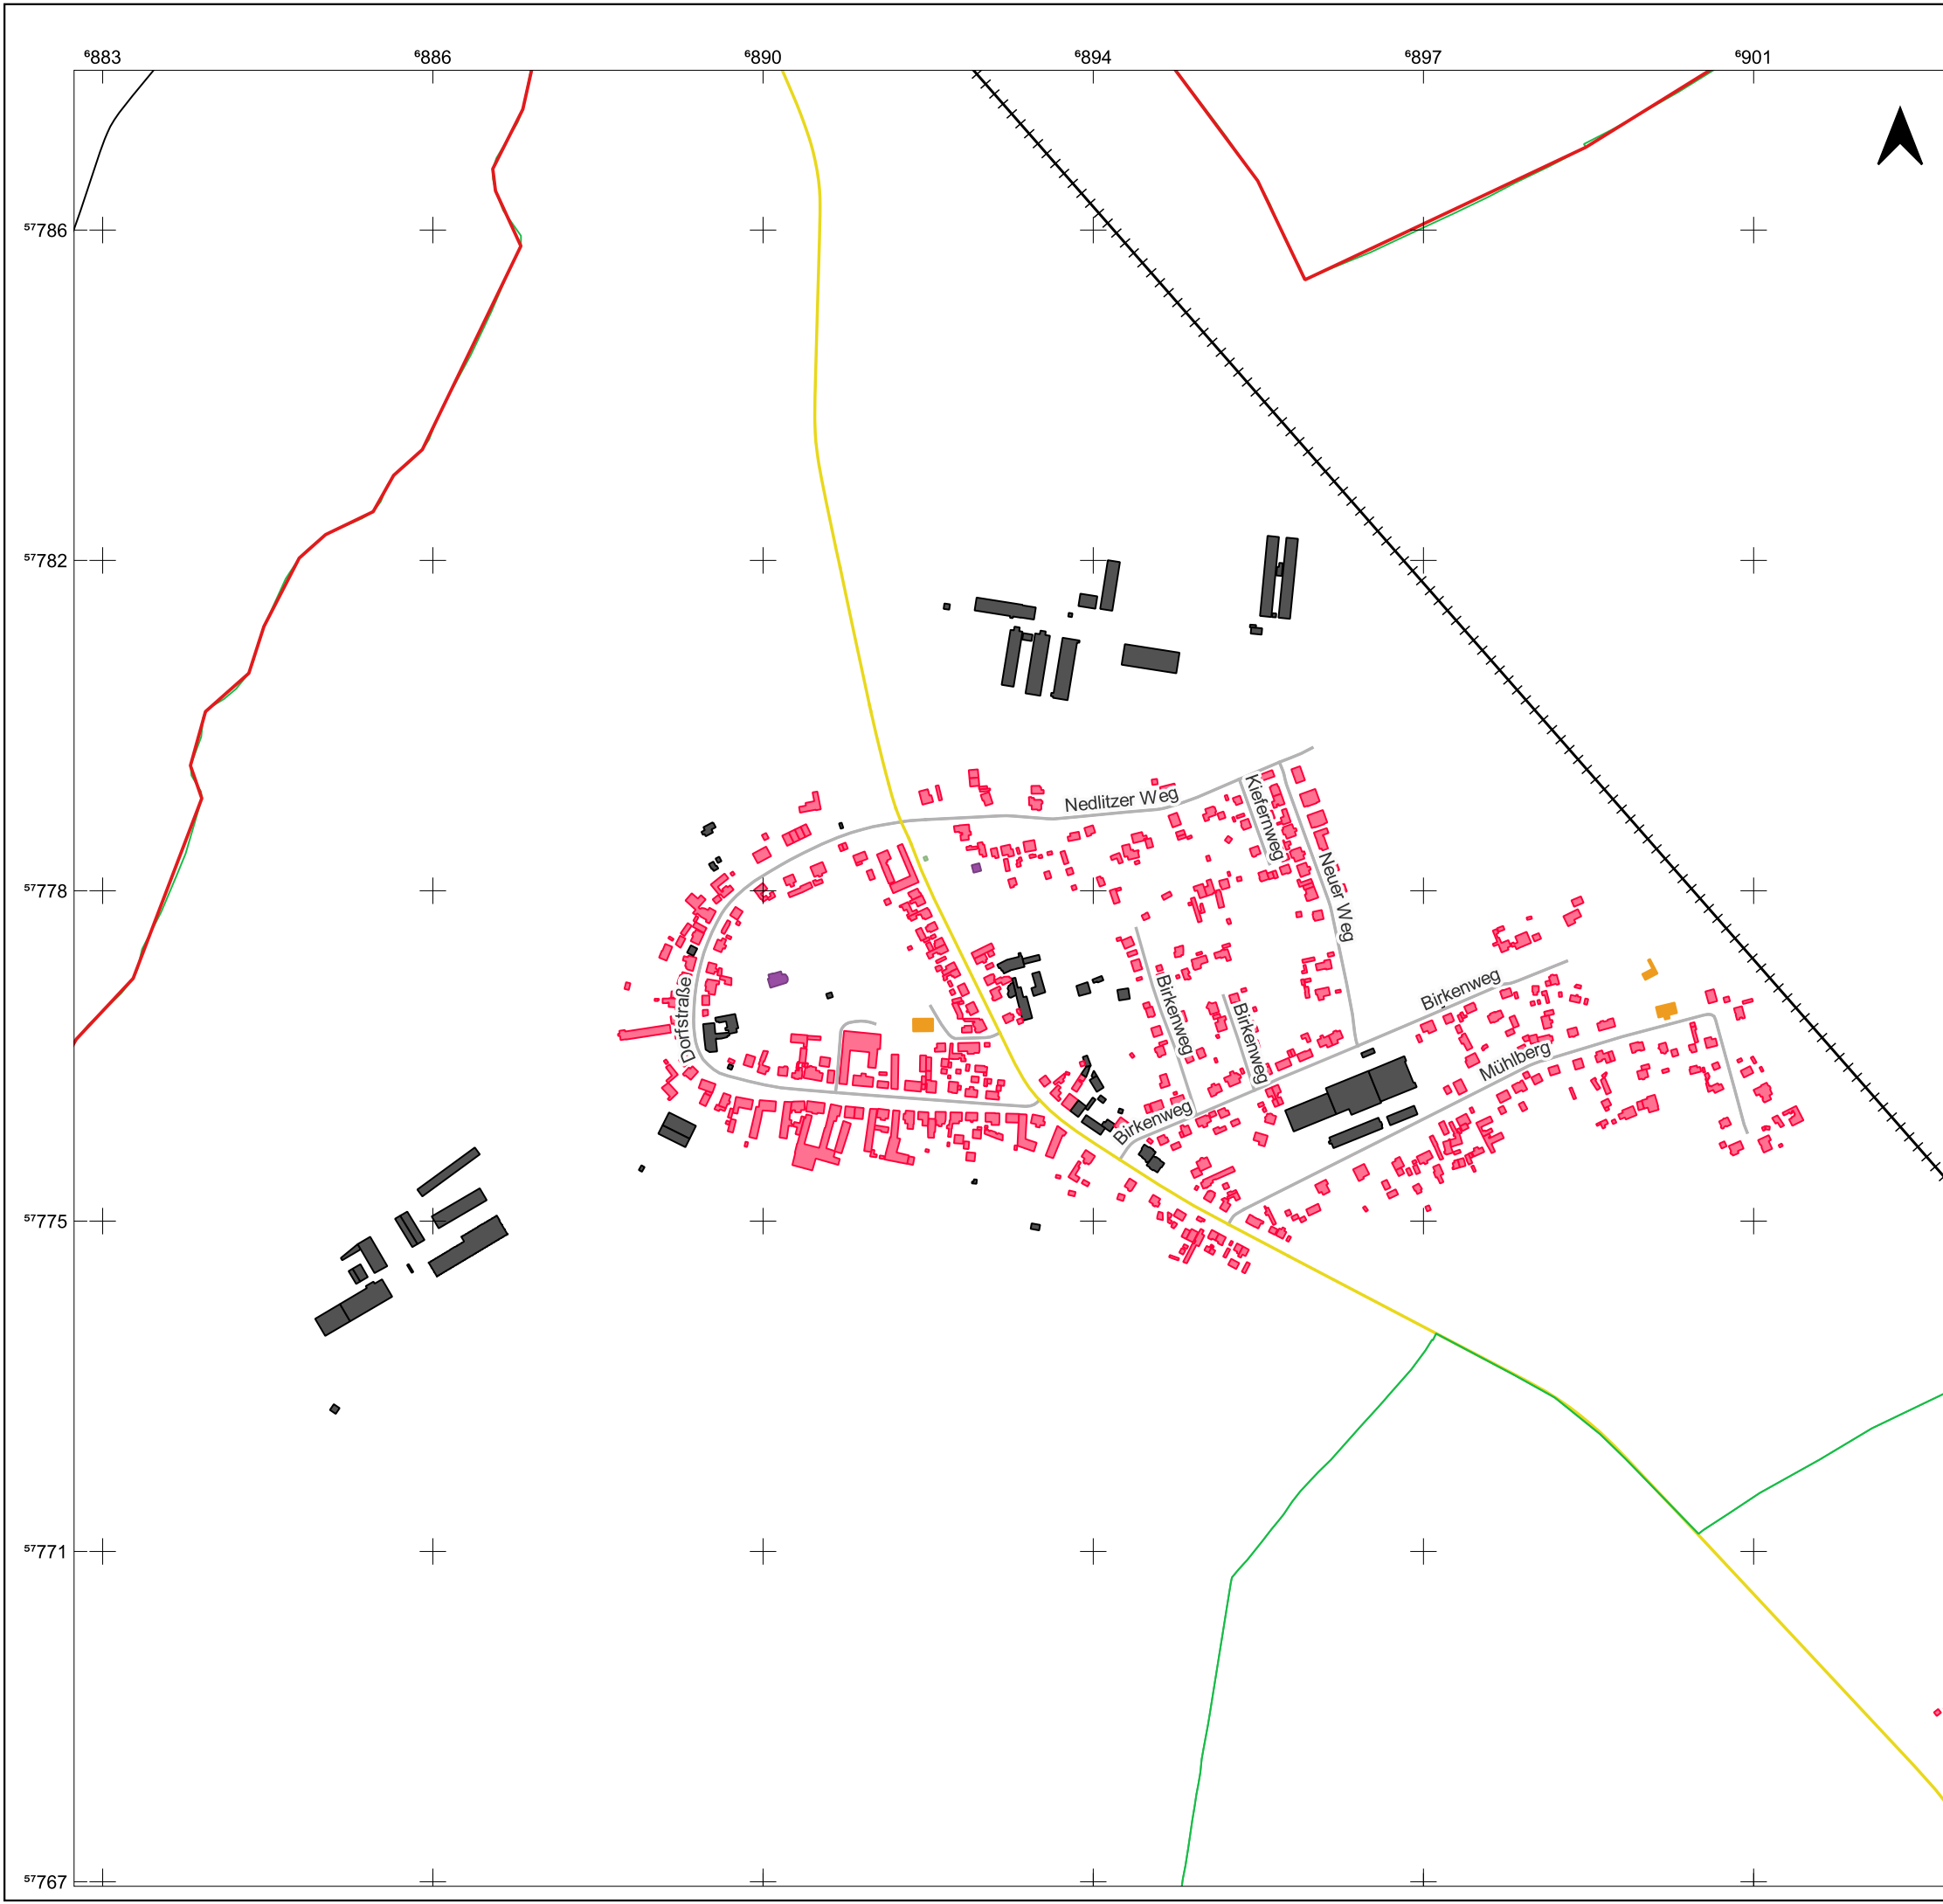 ⁶883 ⁶886 ⁶890 ⁶894 ⁶897 ⁶901
⁵⁷786
⁵⁷782
Nedlitzer Weg
Kiefernweg
Neuer Weg
⁵⁷778
Dorfstraße
Birkenweg
Birkenweg
Birkenweg
Mühlberg
Birkenweg
⁵⁷775
⁵⁷771
⁵⁷767